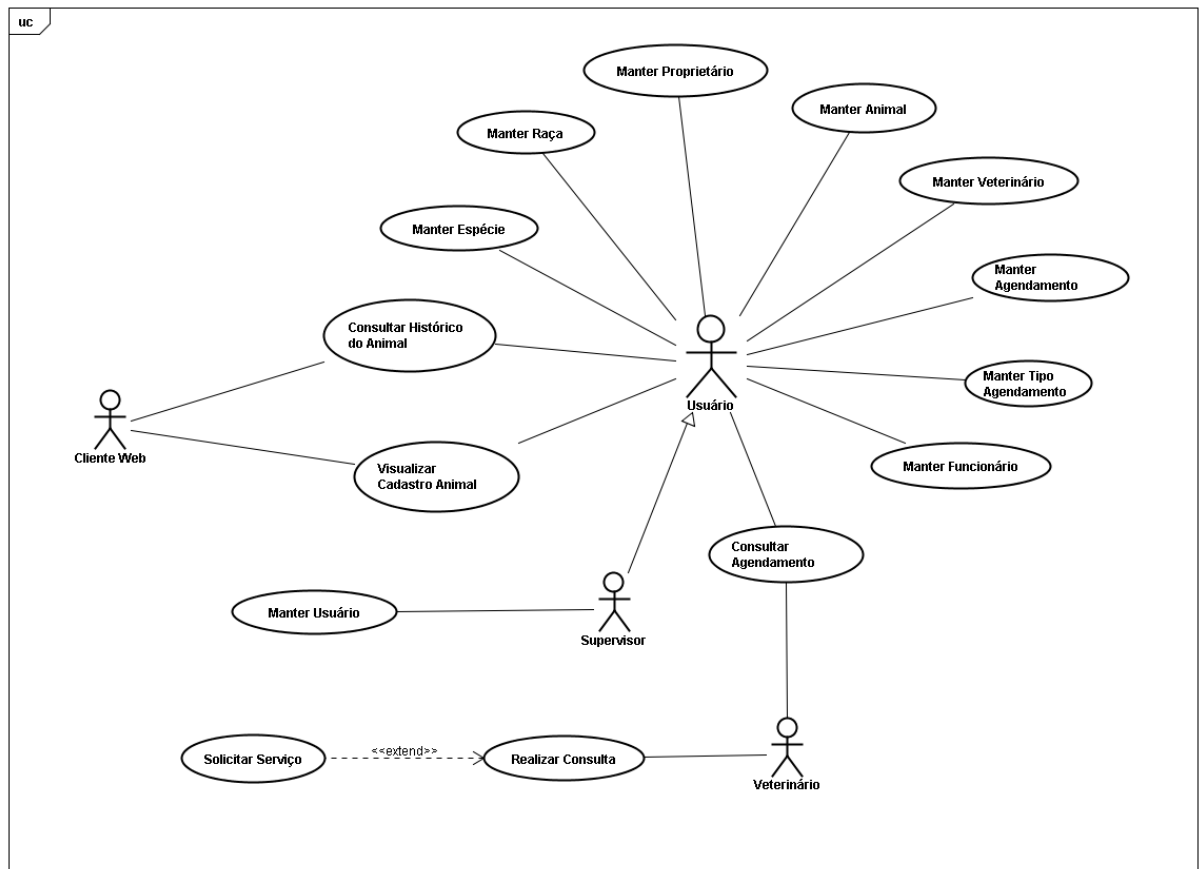 uc
Manter Proprietário
Manter Animal
Manter Raça
Manter Veterinário
Manter Espécie
Manter
Agendamento
Consultar Histórico
do Animal
Manter Tipo
Agendamento
Usuário
Cliente Web
Visualizar
Cadastro Animal
Manter Funcionário
Consultar
Agendamento
Manter Usuário
Supervisor
Solicitar Serviço
<<extend>>
Realizar Consulta
Veterinário